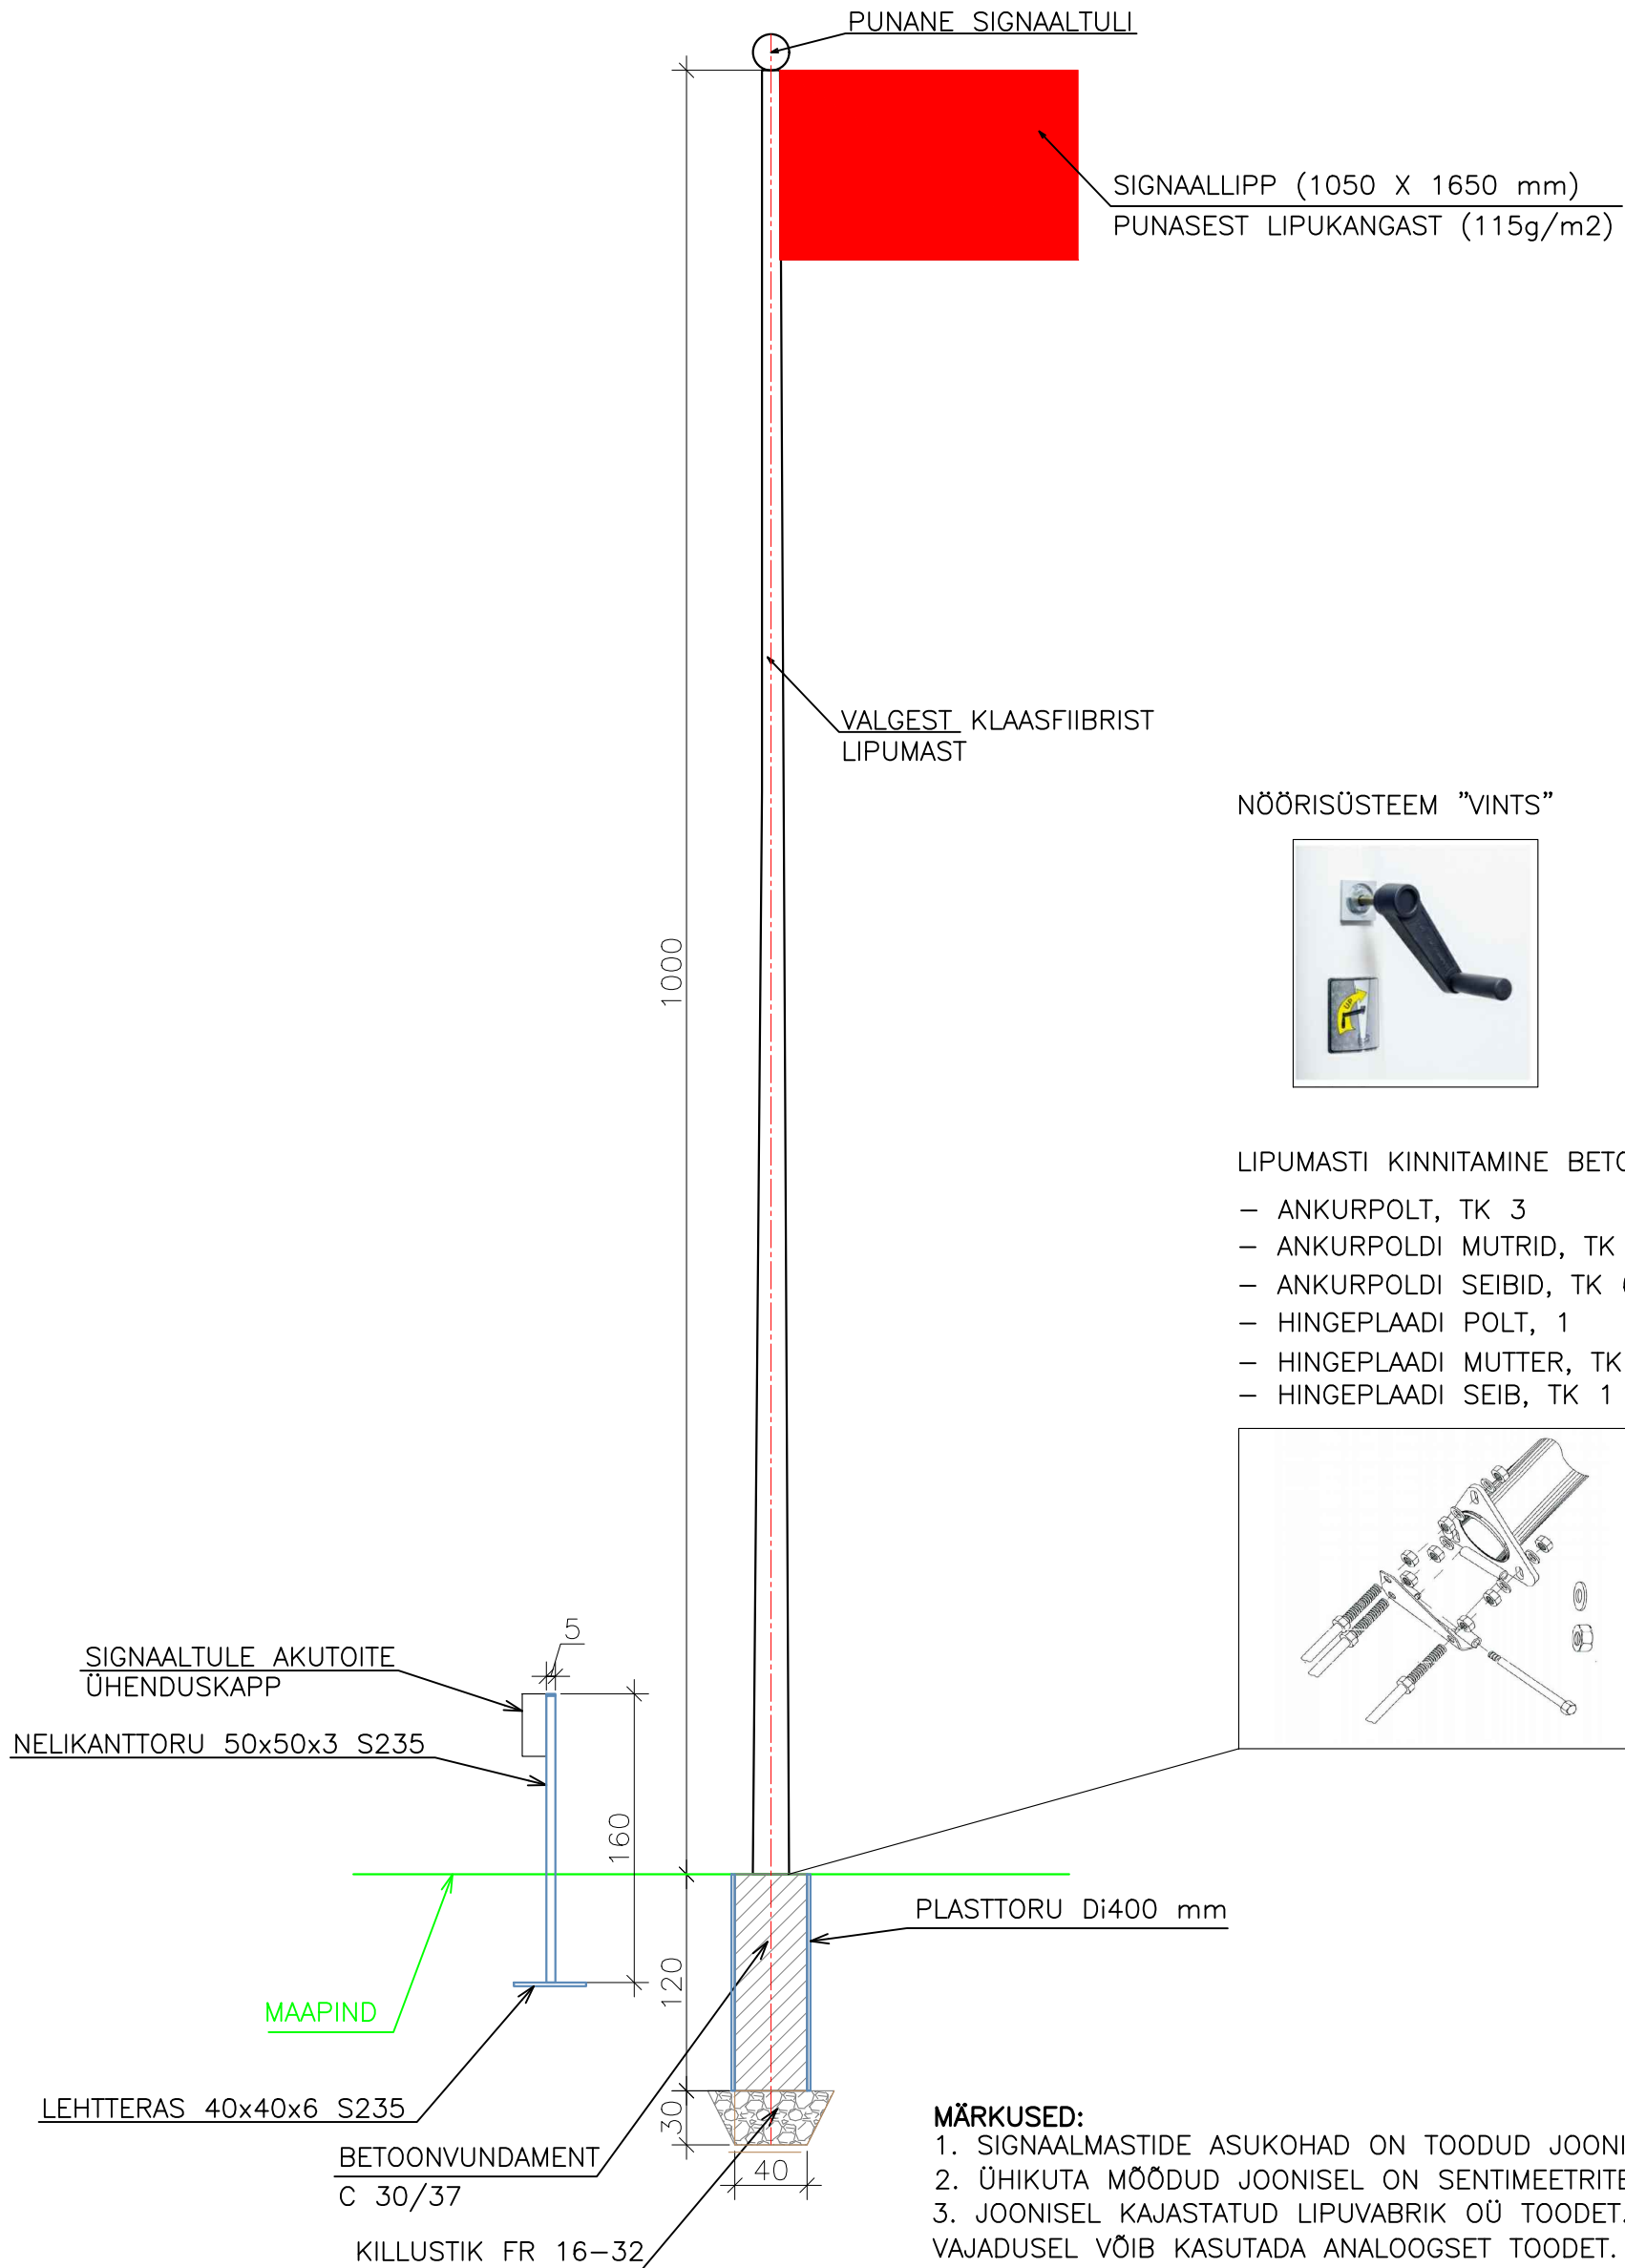 PUNANE SIGNAALTULI
SIGNAALLIPP (1050 X 1650 mm)
PUNASEST LIPUKANGAST (115g/m2)
VALGEST KLAASFIIBRIST
LIPUMAST
NÖÖRISÜSTEEM ”VINTS”
UP
1000
LIPUMASTI KINNITAMINE
– ANKURPOLT, TK 3
– ANKURPOLDI MUTRID, TK
– ANKURPOLDI SEIBID, TK
– HINGEPLAADI POLT, 1
– HINGEPLAADI MUTTER, TK
– HINGEPLAADI SEIB, TK 1
5
SIGNAALTULE AKUTOITE
ÜHENDUSKAPP
NELIKANTTORU 50x50x3 S235
160
PLASTTORU Di400 mm
120
MAAPIND
LEHTTERAS 40x40x6 S235
30
40
BETOONVUNDAMENT
C 30/37
KILLUSTIK FR 16–32
MÄRKUSED:
1. SIGNAALMASTIDE ASUKOHAD ON TOODUD
2. ÜHIKUTA MÕÕDUD JOONISEL ON
3. JOONISEL KAJASTATUD LIPUVABRIK OÜ TOODET.
VAJADUSEL VÕIB KASUTADA ANALOOGSET TOODET.